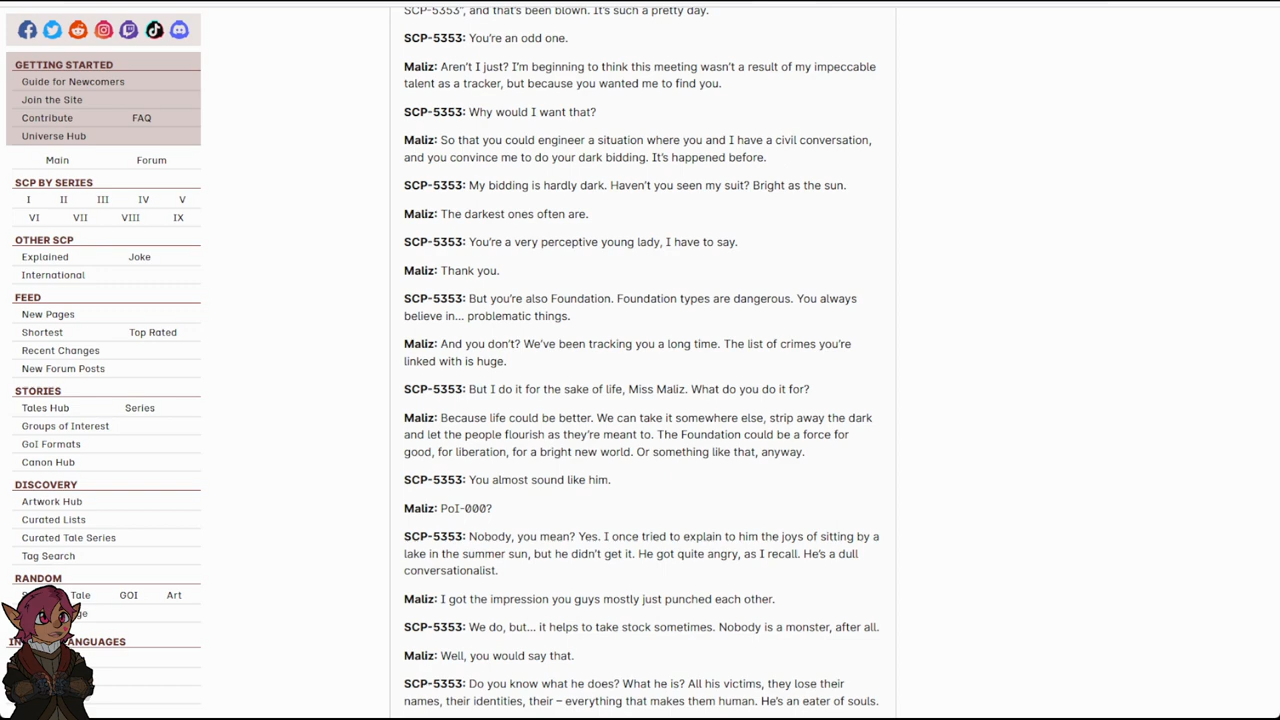 SCP-5353", and that's been blown. It's such a pretty day.
SCP-5353: You're an odd one.
Maliz: Aren't I just? I'm beginning to think this meeting wasn't a result of my impeccable
talent as a tracker, but because you wanted me to find you.
SCP-5353: Why would I want that?
Maliz: So that you could engineer a situation where you and I have a civil conversation,
and you convince me to do your dark bidding. It's happened before.
SCP-5353: My bidding is hardly dark. Haven't you seen my suit? Bright as the sun.
Maliz: The darkest ones often are.
SCP-5353: You're a very perceptive young lady, I have to say.
Maliz: Thank you.
SCP-5353: But you're also Foundation. Foundation types are dangerous. You always
believe in... problematic things.
Maliz: And you don't? We've been tracking you a long time. The list of crimes you're
linked with is huge.
SCP-5353: But I do it for the sake of life, Miss Maliz. What do you do it for?
Maliz: Because life could be better. We can take it somewhere else, strip away the dark
and let the people flourish as they're meant to. The Foundation could be a force for
good, for liberation, for a bright new world. Or something like that, anyway.
SCP-5353: You almost sound like him.
Maliz: PoI-000?
SCP-5353: Nobody, you mean? Yes. I once tried to explain to him the joys of sitting by a
lake in the summer sun, but he didn't get it. He got quite angry, as I recall. He's a dull
conversationalist.
Maliz: I got the impression you guys mostly just punched each other.
SCP-5353: We do, but... it helps to take stock sometimes. Nobody is a monster, after all.
Maliz: Well, you would say that.
SCP-5353: Do you know what he does? What he is? All his victims, they lose their
names, their identities, their – everything that makes them human. He's an eater of souls.
GETTING STARTED
Guide for Newcomers
Join the Site
Contribute FAQ
Universe Hub
Main Forum
SCP BY SERIES
I II III IV V
VI VII VIII IX
OTHER SCP
Explained Joke
International
FEED
New Pages
Shortest Top Rated
Recent Changes
New Forum Posts
STORIES
Tales Hub Series
Groups of Interest
GoI Formats
Canon Hub
DISCOVERY
Artwork Hub
Curated Lists
Curated Tale Series
Tag Search
RANDOM
Tale GOI Art